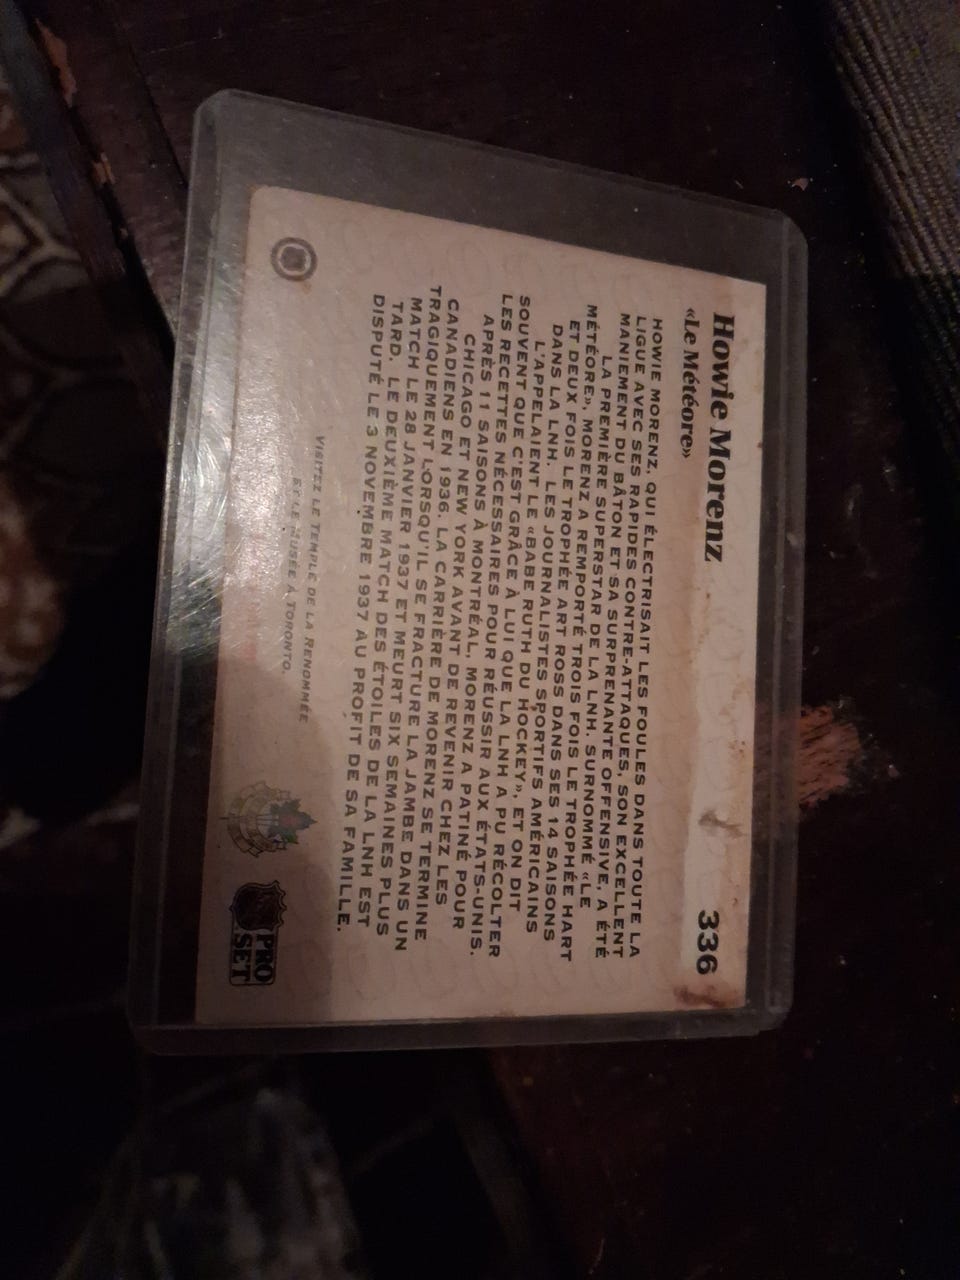 Howie Morenz 336
«Le Météore»
HOWIE MORENZ, QUI ÉLECTRISAIT LES FOULES DANS TOUTE LA
LIGUE AVEC SES RAPIDES CONTRE-ATTAQUES, SON EXCELLENT
MANIEMENT DU BÂTON ET SA SURPRENANTE OFFENSIVE, A ÉTÉ
LA PREMIÈRE SUPERSTAR DE LA LNH. SURNOMMÉ «LE
MÉTÉORE», MORENZ A REMPORTÉ TROIS FOIS LE TROPHÉE HART
ET DEUX FOIS LE TROPHÉE ART ROSS DANS SES 14 SAISONS
DANS LA LNH. LES JOURNALISTES SPORTIFS AMÉRICAINS
L'APPELAIENT LE «BABE RUTH DU HOCKEY», ET ON DIT
SOUVENT QUE C'EST GRÂCE À LUI QUE LA LNH A PU RÉCOLTER
LES RECETTES NÉCESSAIRES POUR RÉUSSIR AUX ÉTATS-UNIS.
APRÈS 11 SAISONS À MONTRÉAL, MORENZ A PATINÉ POUR
CHICAGO ET NEW YORK AVANT DE REVENIR CHEZ LES
CANADIENS EN 1936. LA CARRIÈRE DE MORENZ SE TERMINE
TRAGIQUEMENT LORSQU'IL SE FRACTURE LA JAMBE DANS UN
MATCH LE 28 JANVIER 1937 ET MEURT SIX SEMAINES PLUS
TARD. LE DEUXIÈME MATCH DES ÉTOILES DE LA LNH EST
DISPUTÉ LE 3 NOVEMBRE 1937 AU PROFIT DE SA FAMILLE.
VISITEZ LE TEMPLE DE LA RENOMMÉE
ET LE MUSÉE À TORONTO.
PRO
SET